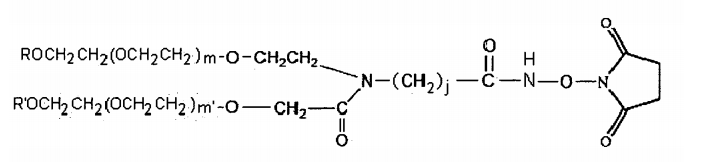 O
O H
ROCH2CH2(OCH2CH2)m-O-CH2CH2
N-(CH2)j-C-N-O-N
R'OCH2CH2(OCH2CH2)m'-O-CH2-C
O
O